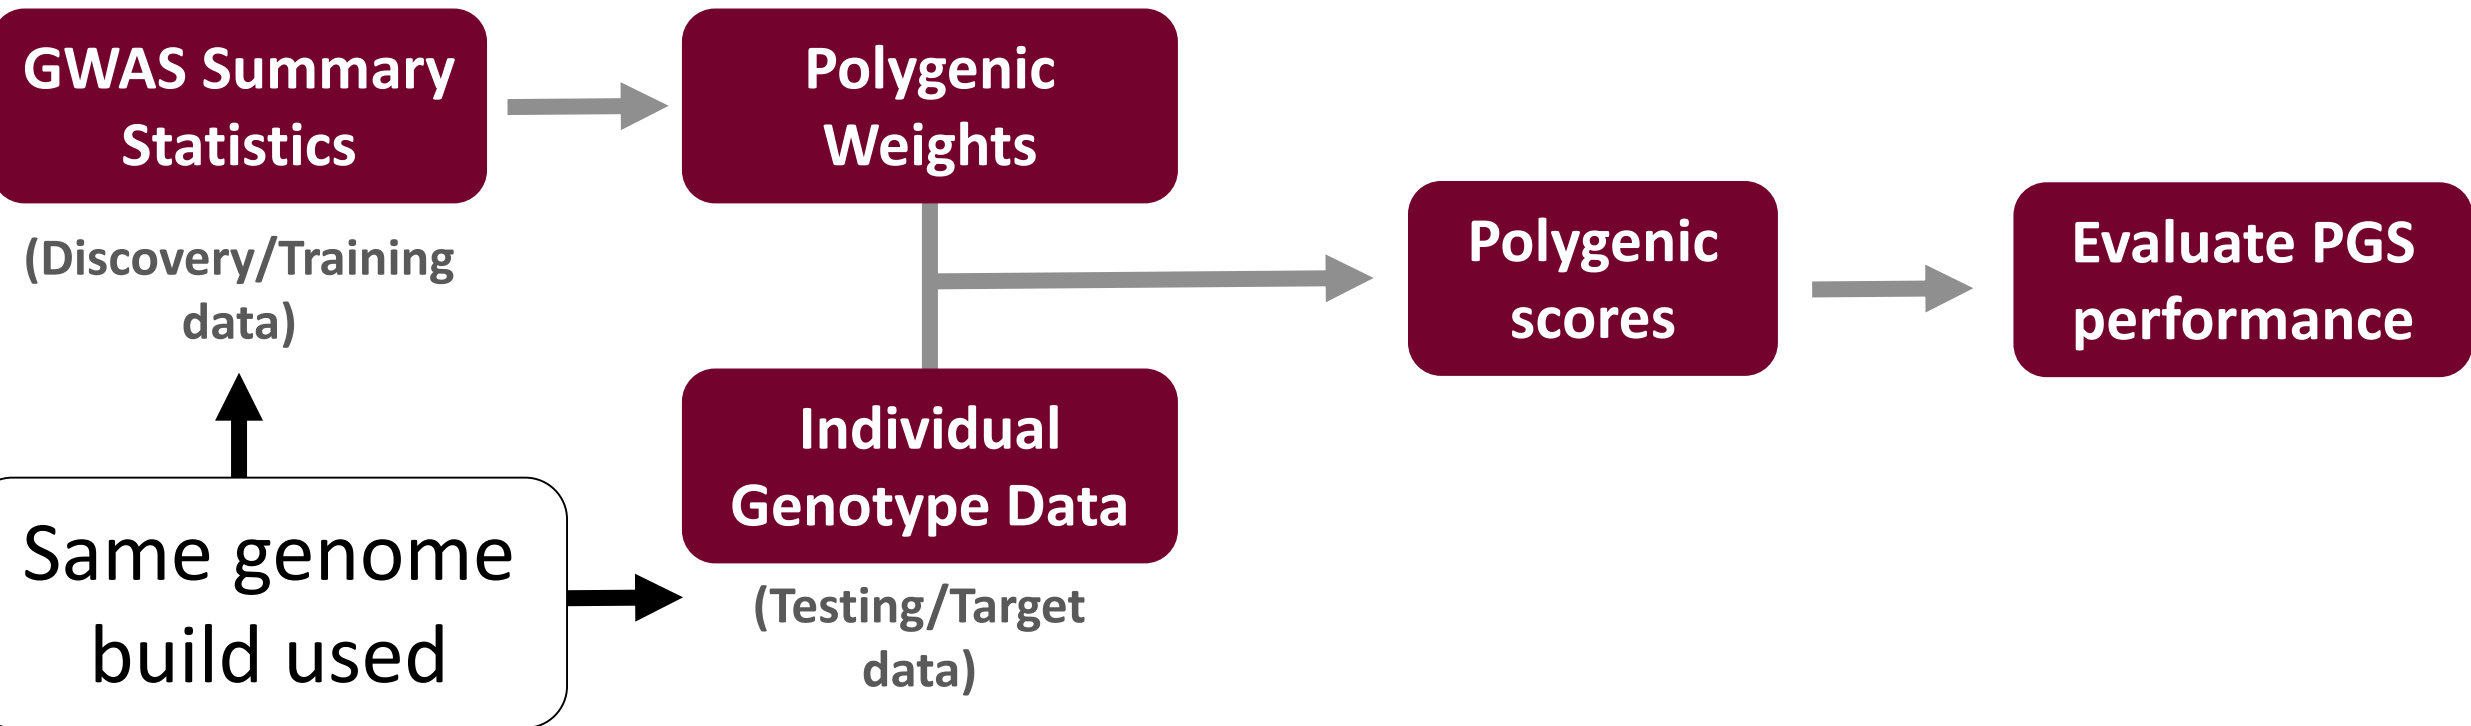 GWAS Summary
Statistics
(Discovery/Training
data)
Same genome
build used
Polygenic
Weights
Individual
Genotype Data
(Testing/Target
data)
Polygenic
scores
Evaluate PGS
performance